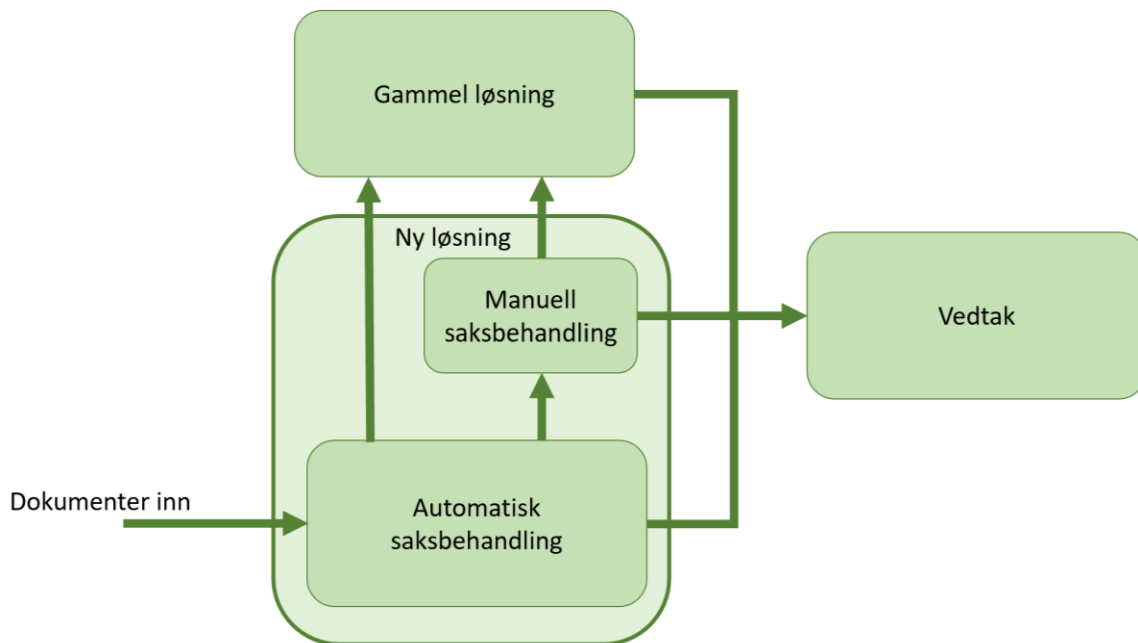 Gammel løsning
Ny løsning
Manuell
saksbehandling
Vedtak
Dokumenter inn
Automatisk
saksbehandling